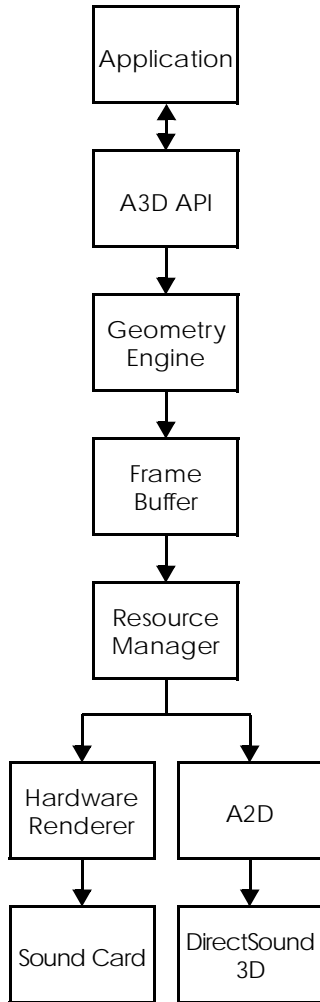 Application
A3D API
Geometry
Engine
Frame
Buffer
Resource
Manager
Hardware
Renderer
A2D
Sound Card
DirectSound
3D